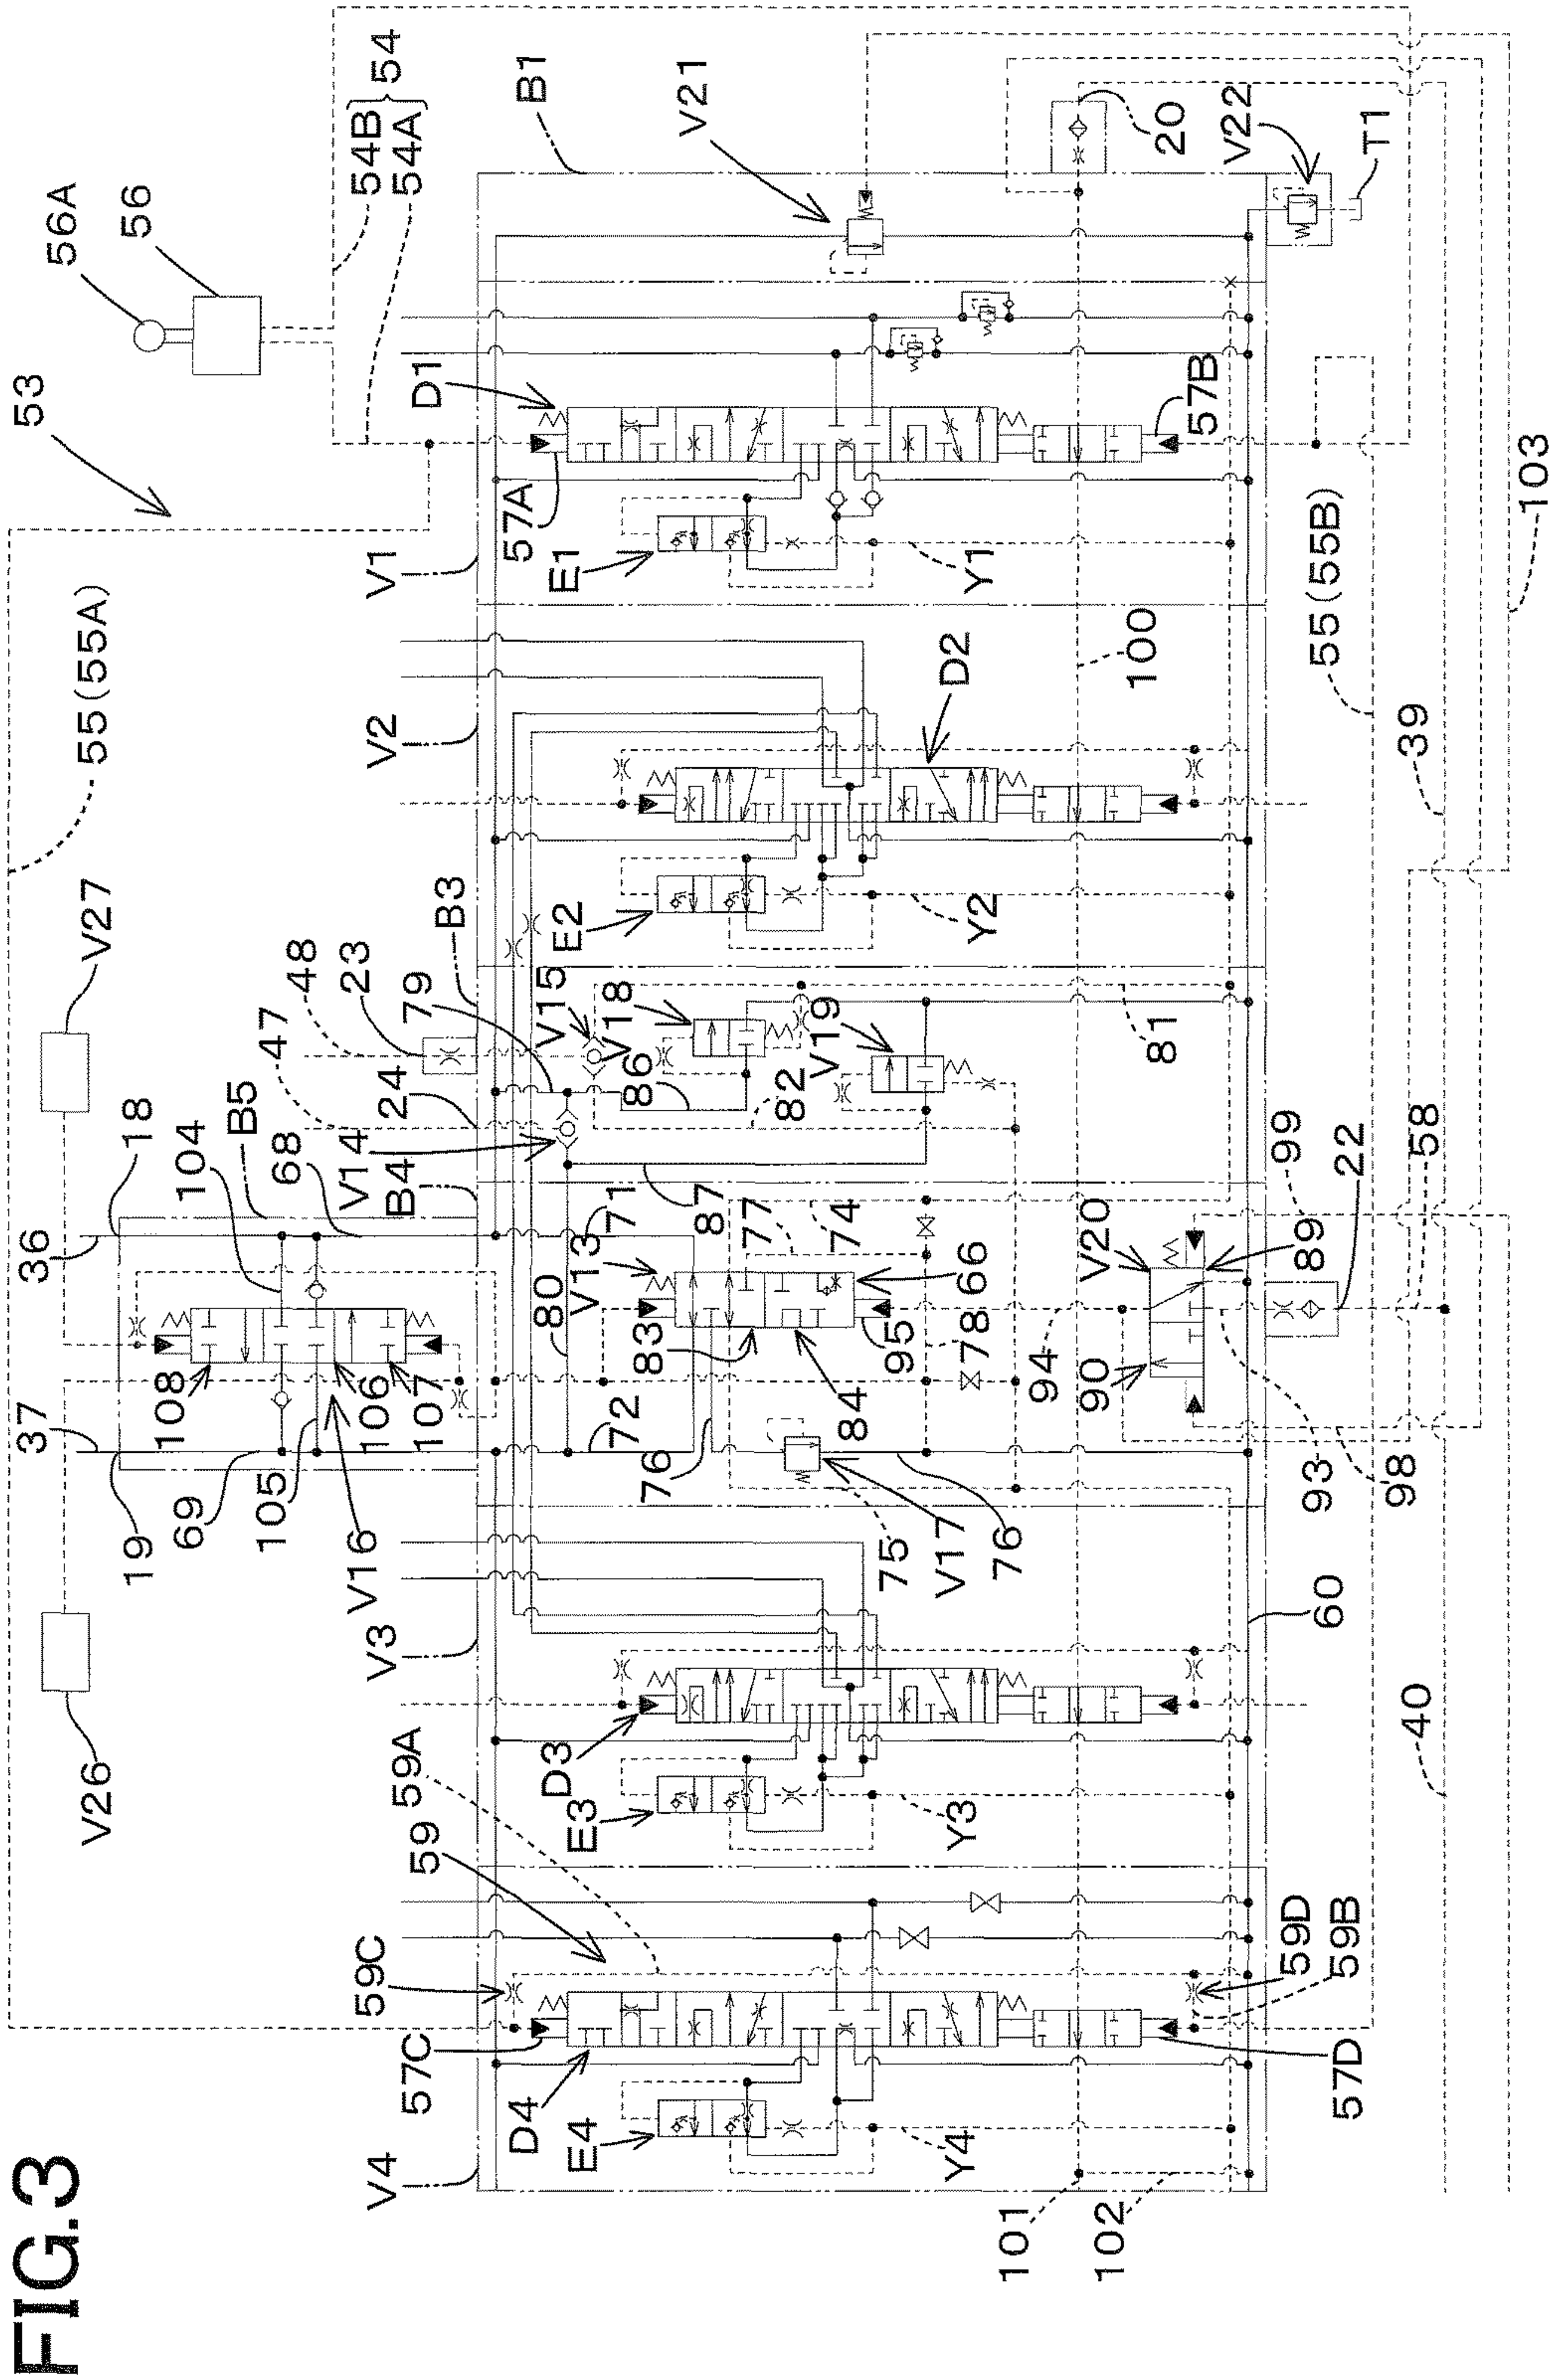 FIG.3
53
56A
56
54B
54A
54
B1
V21
20
V222
T1
55(55A)
V27
V26
V1
V2
D1
57A
57B
E1
Y1
103
D2
100
55(55B)
39
E2
Y2
48
47
23
24
79
B3
V15
V18
V19
86
82
81
36
18
104
B5
68
V14
B4
71
87
77
74
V13
80
83
84
66
95
78
94
V20
90
89
99
22
58
93
98
37
19
69
105
V16
108
106
107
72
76
75
V17
76
60
40
V3
D3
E3
Y3
59A
59
59C
57C
D4
E4
Y4
V4
59D
59B
57D
101
102